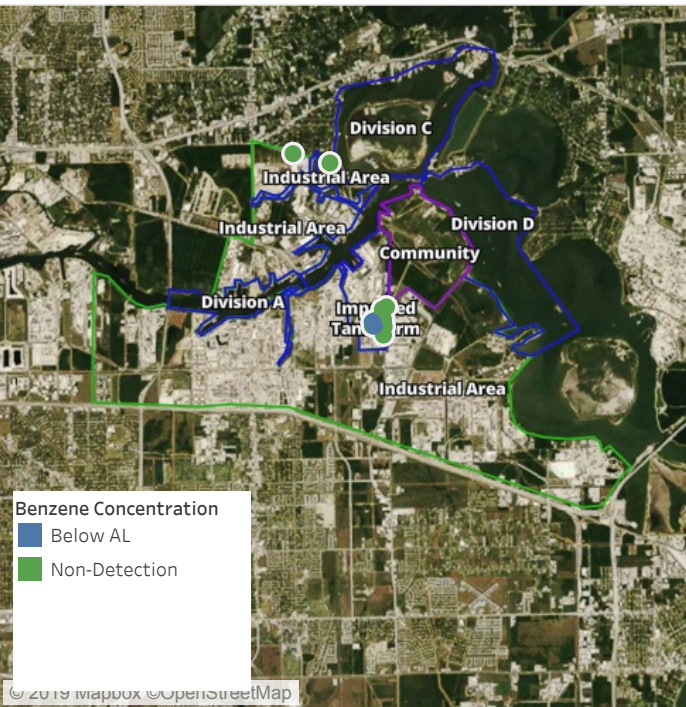 Division C
Industrial Area
Industrial Area
Division D
Community
Division A
Industrial Area
Benzene Concentration
Below AL
Non-Detection
© 2019 Mapbox ©OpenStreetMap